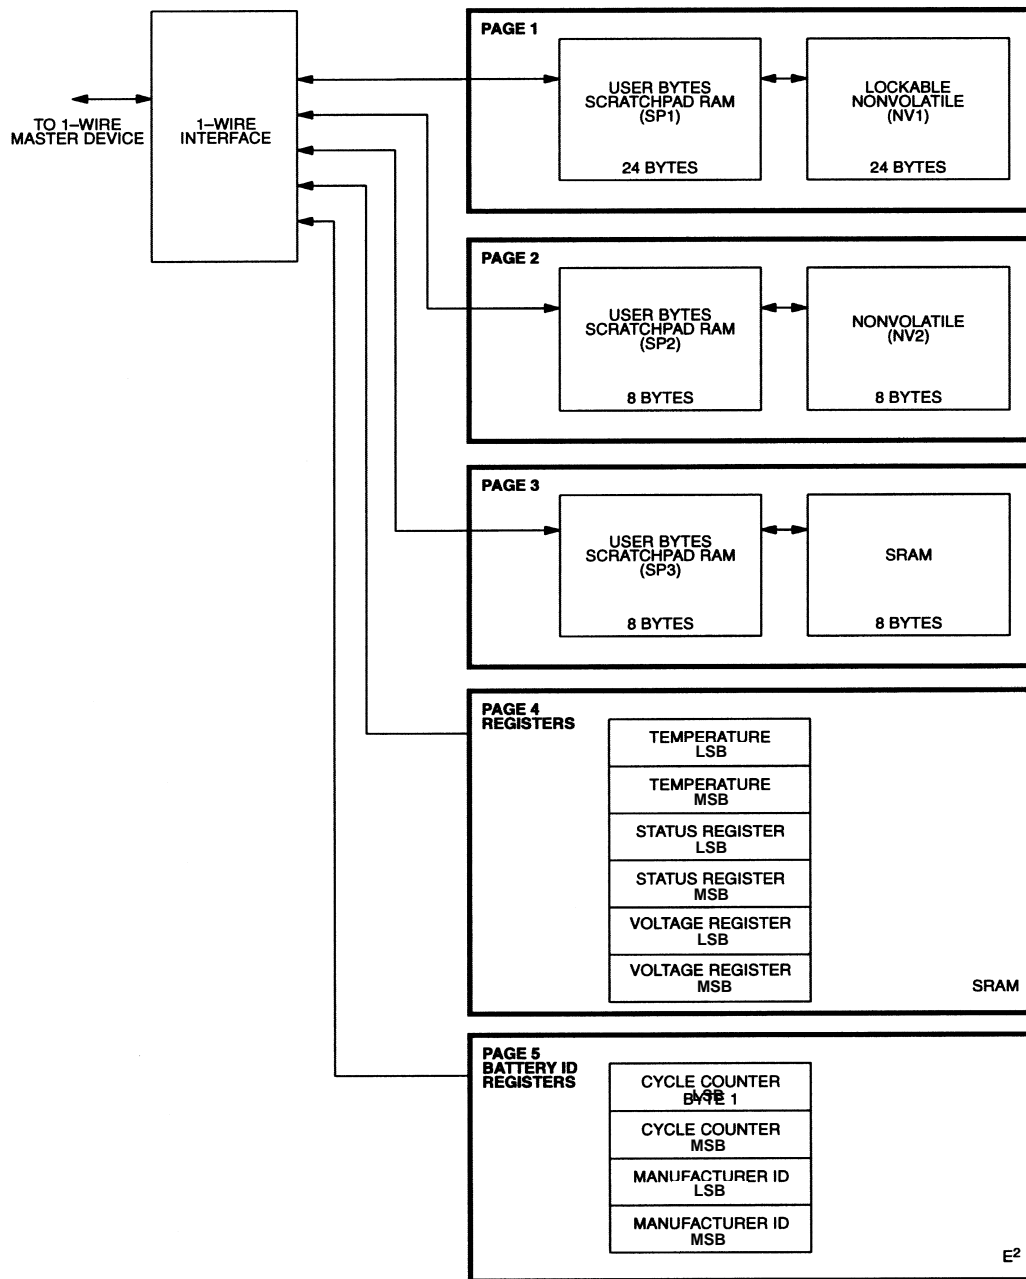 PAGE 1
USER BYTES
SCRATCHPAD RAM
(SP1)
24 BYTES
LOCKABLE
NONVOLATILE
(NV1)
24 BYTES
TO 1–WIRE
MASTER DEVICE
1–WIRE
INTERFACE
PAGE 2
USER BYTES
SCRATCHPAD RAM
(SP2)
8 BYTES
NONVOLATILE
(NV2)
8 BYTES
PAGE 3
USER BYTES
SCRATCHPAD RAM
(SP3)
8 BYTES
SRAM
8 BYTES
PAGE 4
REGISTERS
TEMPERATURE
LSB
TEMPERATURE
MSB
STATUS REGISTER
LSB
STATUS REGISTER
MSB
VOLTAGE REGISTER
LSB
VOLTAGE REGISTER
MSB
SRAM
PAGE 5
BATTERY ID
REGISTERS
CYCLE COUNTER
LSB
BYTE 1
CYCLE COUNTER
MSB
MANUFACTURER ID
LSB
MANUFACTURER ID
MSB
E²